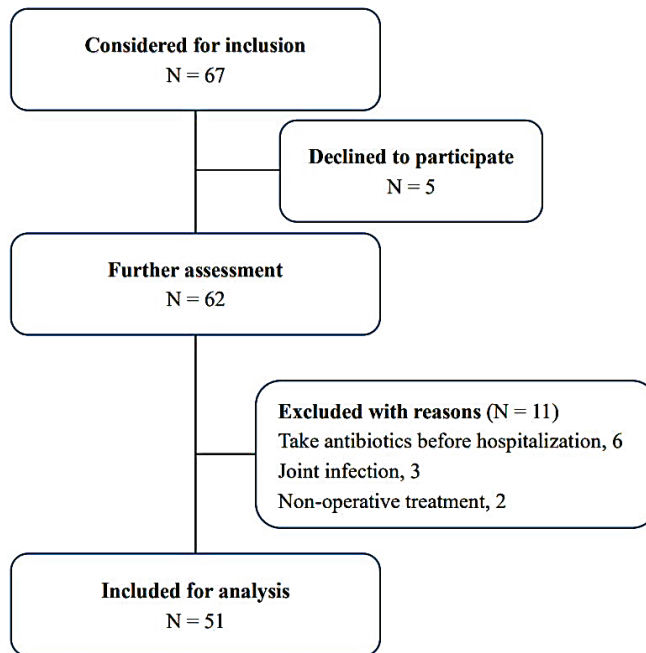 Considered for inclusion
N = 67
Declined to participate
N = 5
Further assessment
N = 62
Excluded with reasons (N = 11)
Take antibiotics before hospitalization, 6
Joint infection, 3
Non-operative treatment, 2
Included for analysis
N = 51